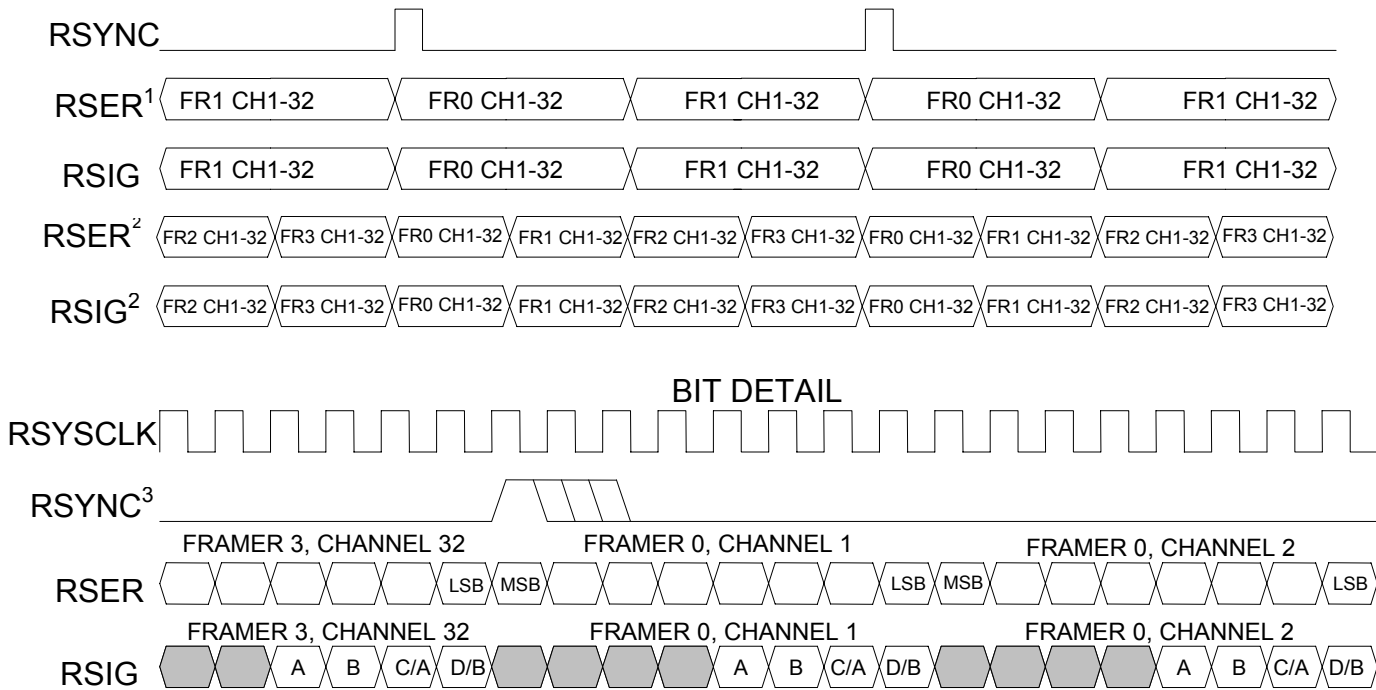 RSYNC
RSER¹ FR1 CH1-32 FR0 CH1-32 FR1 CH1-32 FR0 CH1-32 FR1 CH1-32
RSIG FR1 CH1-32 FR0 CH1-32 FR1 CH1-32 FR0 CH1-32 FR1 CH1-32
RSER² FR2 CH1-32 FR3 CH1-32 FR0 CH1-32 FR1 CH1-32 FR2 CH1-32 FR3 CH1-32 FR0 CH1-32 FR1 CH1-32 FR2 CH1-32 FR3 CH1-32
RSIG² FR2 CH1-32 FR3 CH1-32 FR0 CH1-32 FR1 CH1-32 FR2 CH1-32 FR3 CH1-32 FR0 CH1-32 FR1 CH1-32 FR2 CH1-32 FR3 CH1-32
BIT DETAIL
RSYSCLK
RSYNC³
FRAMER 3, CHANNEL 32 FRAMER 0, CHANNEL 1 FRAMER 0, CHANNEL 2
RSER LSB MSB LSB MSB LSB
FRAMER 3, CHANNEL 32 FRAMER 0, CHANNEL 1 FRAMER 0, CHANNEL 2
RSIG A B C/A D/B A B C/A D/B A B C/A D/B